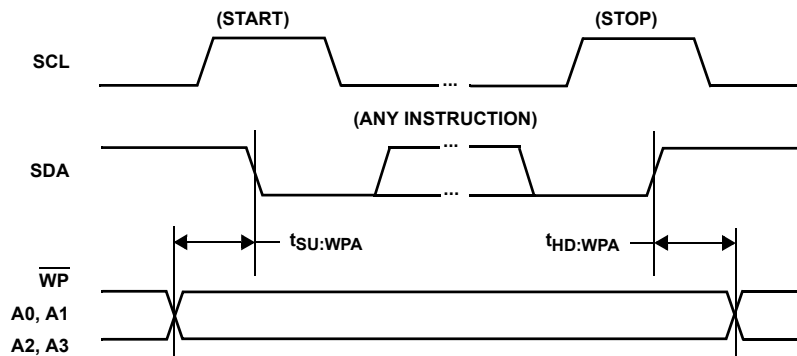 (START) (STOP)
SCL
...
(ANY INSTRUCTION)
...
SDA
...
tSU:WPA tHD:WPA
WP
A0, A1
A2, A3